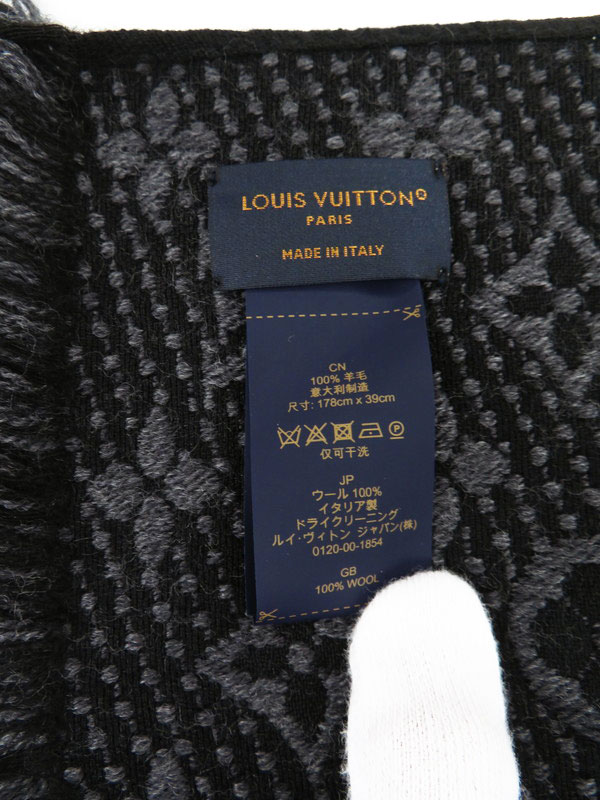 LOUIS VUITTON®
PARIS
MADE IN ITALY
CN
100% 羊毛
意大利制造
尺寸: 178cm x 39cm
P
仅可干洗
JP
ウール 100%
イタリア製
ドライクリーニング
ルイ･ヴィトン ジャパン(株)
0120-00-1854
GB
100% WOOL